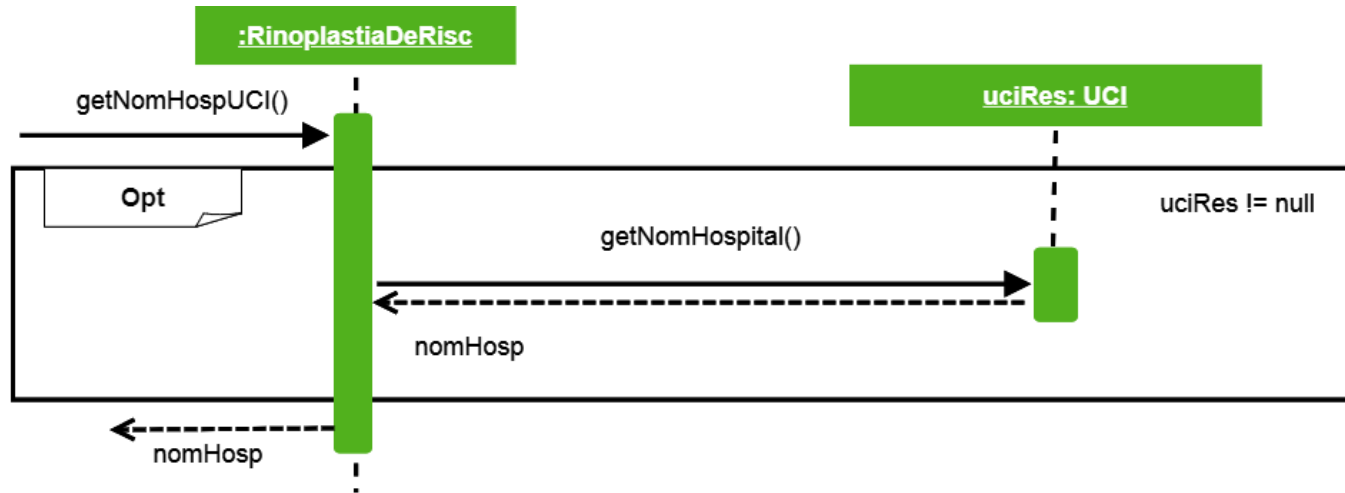 :RinoplastiaDeRisc
getNomHospUCI()
uciRes: UCI
Opt
uciRes != null
getNomHospital()
nomHosp
nomHosp